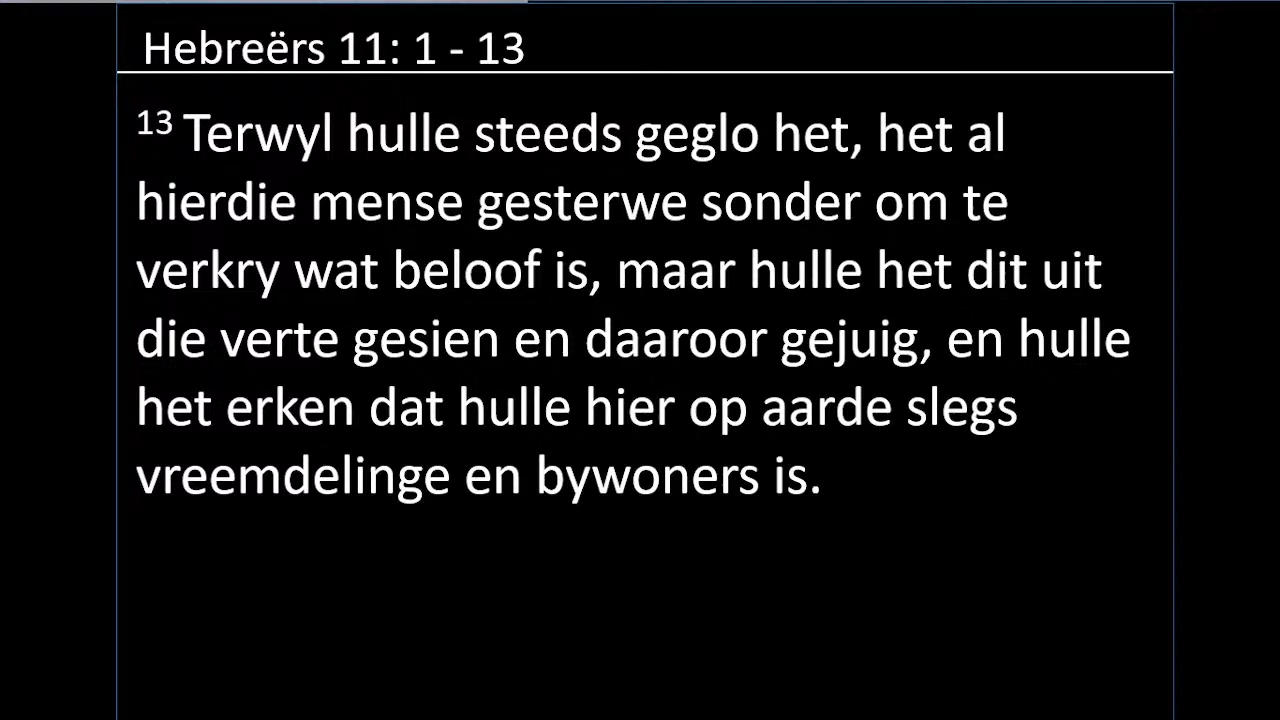 Hebreërs 11: 1 - 13
13 Terwyl hulle steeds geglo het, het al
hierdie mense gesterwe sonder om te
verkry wat beloof is, maar hulle het dit uit
die verte gesien en daaroor gejuig, en hulle
het erken dat hulle hier op aarde slegs
vreemdelinge en bywoners is.